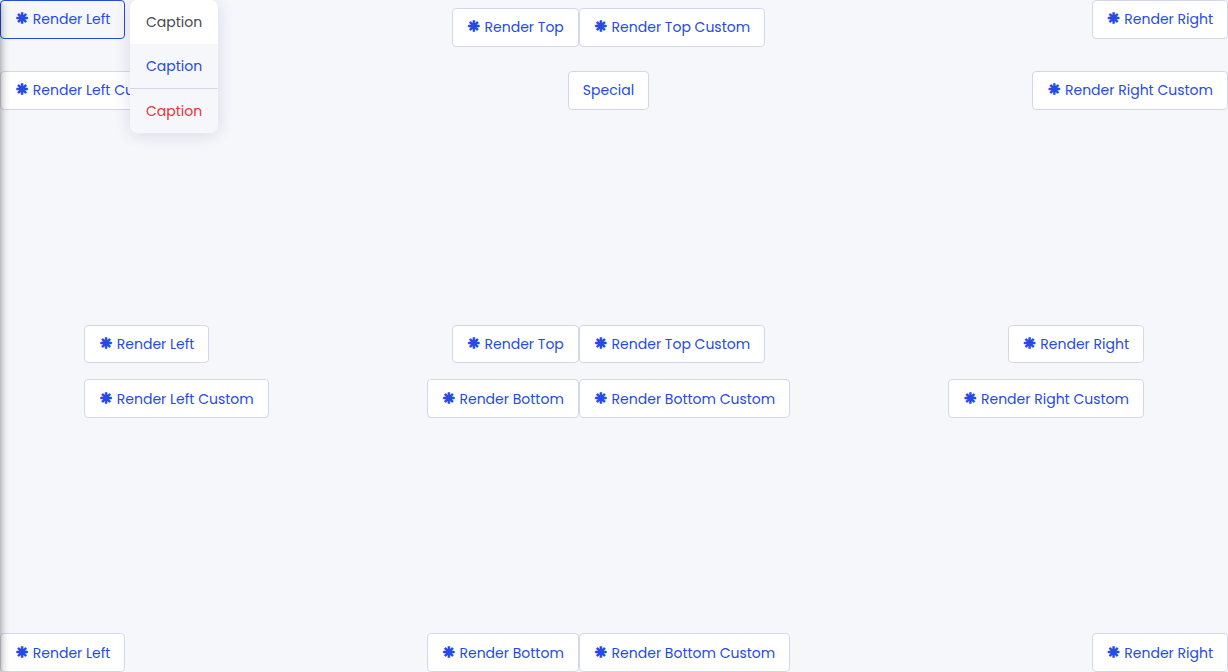 Render Left
Caption
Render Top
Render Top Custom
Render Right
Caption
Render Left Cu
Special
Render Right Custom
Caption
Render Left
Render Top
Render Top Custom
Render Right
Render Left Custom
Render Bottom
Render Bottom Custom
Render Right Custom
Render Left
Render Bottom
Render Bottom Custom
Render Right